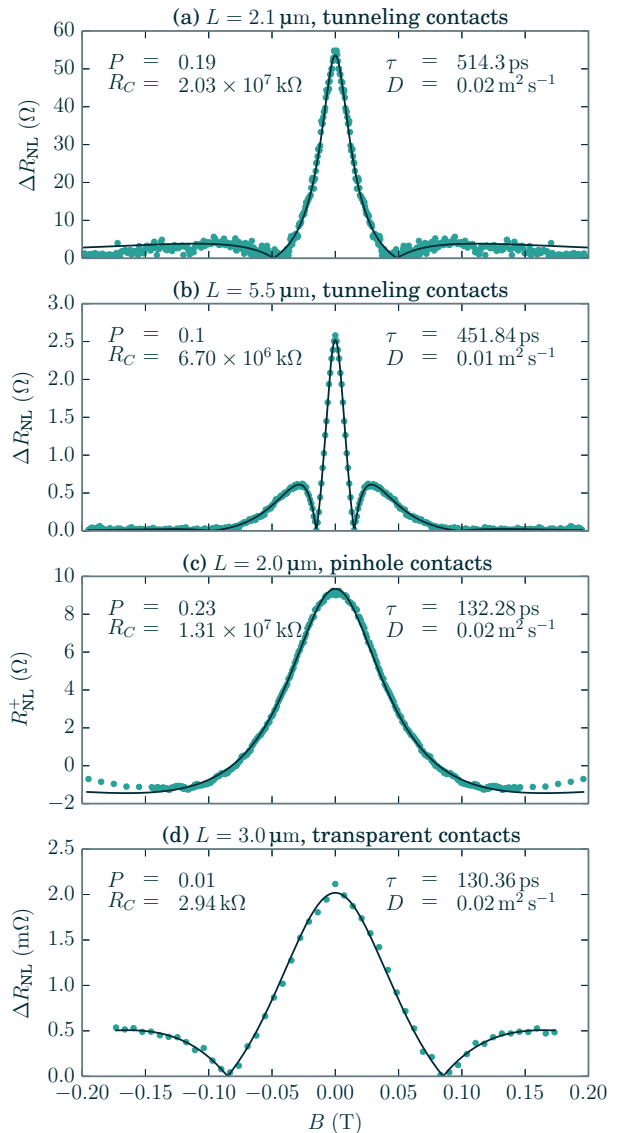 (a) L = 2.1 µm, tunneling contacts
60
50
40
30
20
10
0
ΔR_NL (Ω)
P = 0.19
R_C = 2.03 × 10^7 kΩ
τ = 514.3 ps
D = 0.02 m² s⁻¹
(b) L = 5.5 µm, tunneling contacts
3.0
2.5
2.0
1.5
1.0
0.5
0.0
ΔR_NL (Ω)
P = 0.1
R_C = 6.70 × 10^6 kΩ
τ = 451.84 ps
D = 0.01 m² s⁻¹
(c) L = 2.0 µm, pinhole contacts
10
8
6
4
2
0
−2
R^+_NL (Ω)
P = 0.23
R_C = 1.31 × 10^7 kΩ
τ = 132.28 ps
D = 0.02 m² s⁻¹
(d) L = 3.0 µm, transparent contacts
2.5
2.0
1.5
1.0
0.5
0.0
ΔR_NL (mΩ)
P = 0.01
R_C = 2.94 kΩ
τ = 130.36 ps
D = 0.02 m² s⁻¹
−0.20 −0.15 −0.10 −0.05 0.00 0.05 0.10 0.15 0.20
B (T)